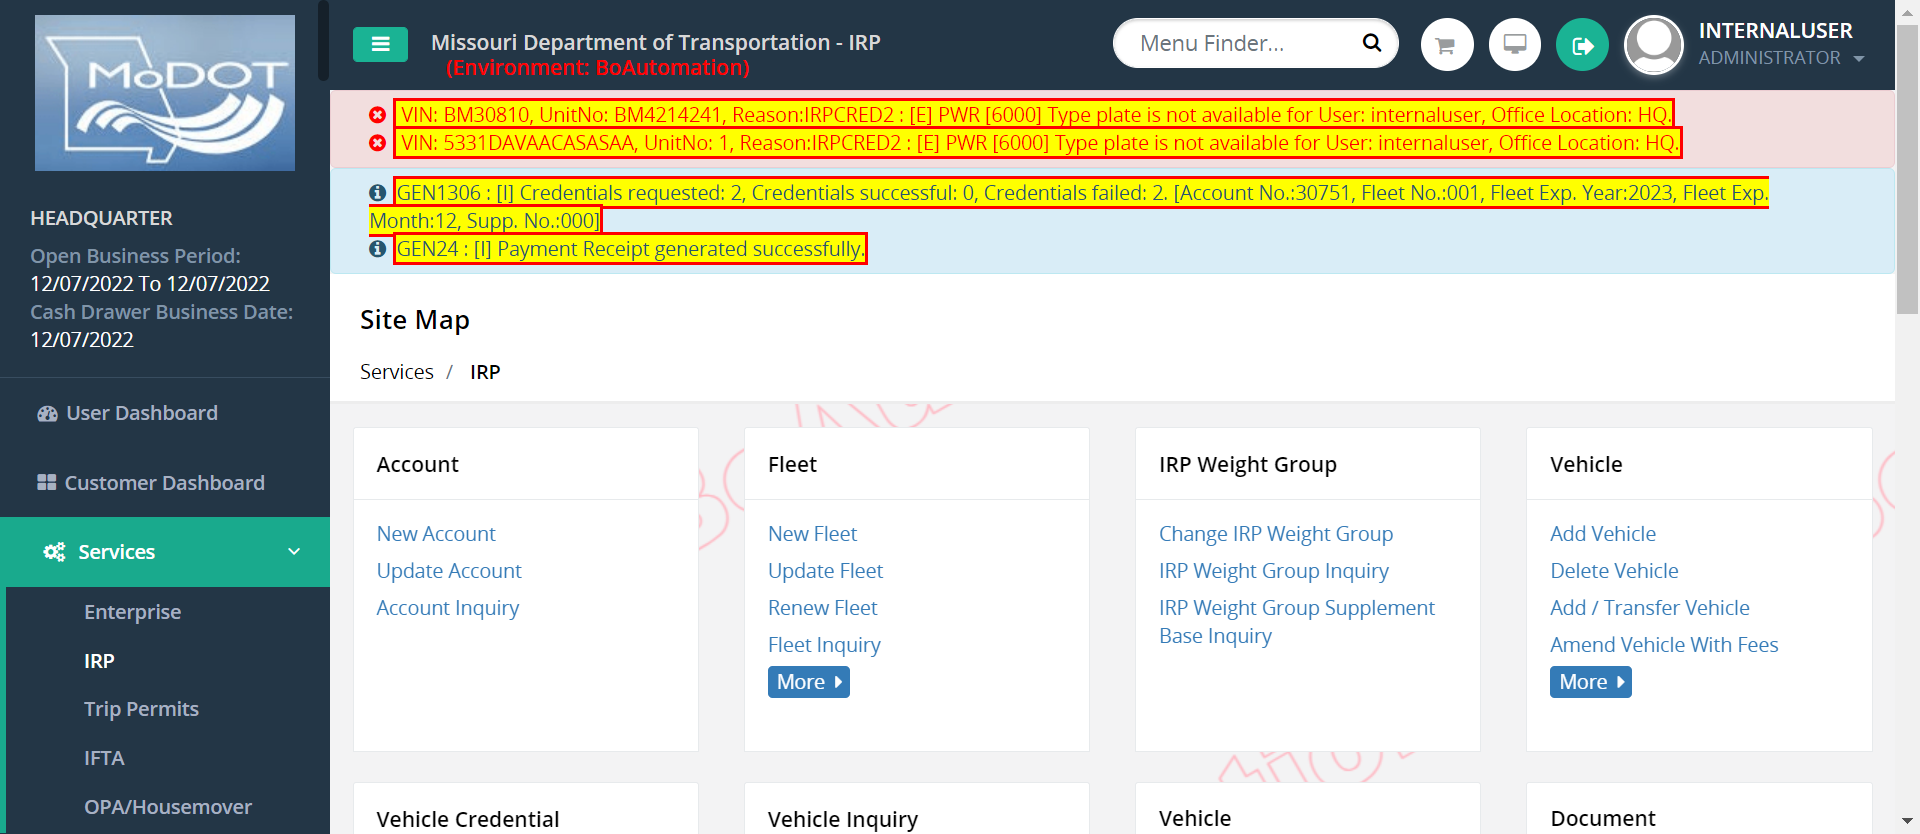 MoDOT
Missouri Department of Transportation - IRP
(Environment: BoAutomation)
Menu Finder...
INTERNALUSER
ADMINISTRATOR
VIN: BM30810, UnitNo: BM4214241, Reason:IRPCRED2 : [E] PWR [6000] Type plate is not available for User: internaluser, Office Location: HQ.
VIN: 5331DAVAACASASAA, UnitNo: 1, Reason:IRPCRED2 : [E] PWR [6000] Type plate is not available for User: internaluser, Office Location: HQ.
GEN1306 : [I] Credentials requested: 2, Credentials successful: 0, Credentials failed: 2. [Account No.:30751, Fleet No.:001, Fleet Exp. Year:2023, Fleet Exp.
Month:12, Supp. No.:000]
GEN24 : [I] Payment Receipt generated successfully.
HEADQUARTER
Open Business Period:
12/07/2022 To 12/07/2022
Cash Drawer Business Date:
12/07/2022
User Dashboard
Customer Dashboard
Services
Enterprise
IRP
Trip Permits
IFTA
OPA/Housemover
Site Map
Services / IRP
Account
New Account
Update Account
Account Inquiry
Fleet
New Fleet
Update Fleet
Renew Fleet
Fleet Inquiry
More
IRP Weight Group
Change IRP Weight Group
IRP Weight Group Inquiry
IRP Weight Group Supplement
Base Inquiry
Vehicle
Add Vehicle
Delete Vehicle
Add / Transfer Vehicle
Amend Vehicle With Fees
More
Vehicle Credential
Vehicle Inquiry
Vehicle
Document